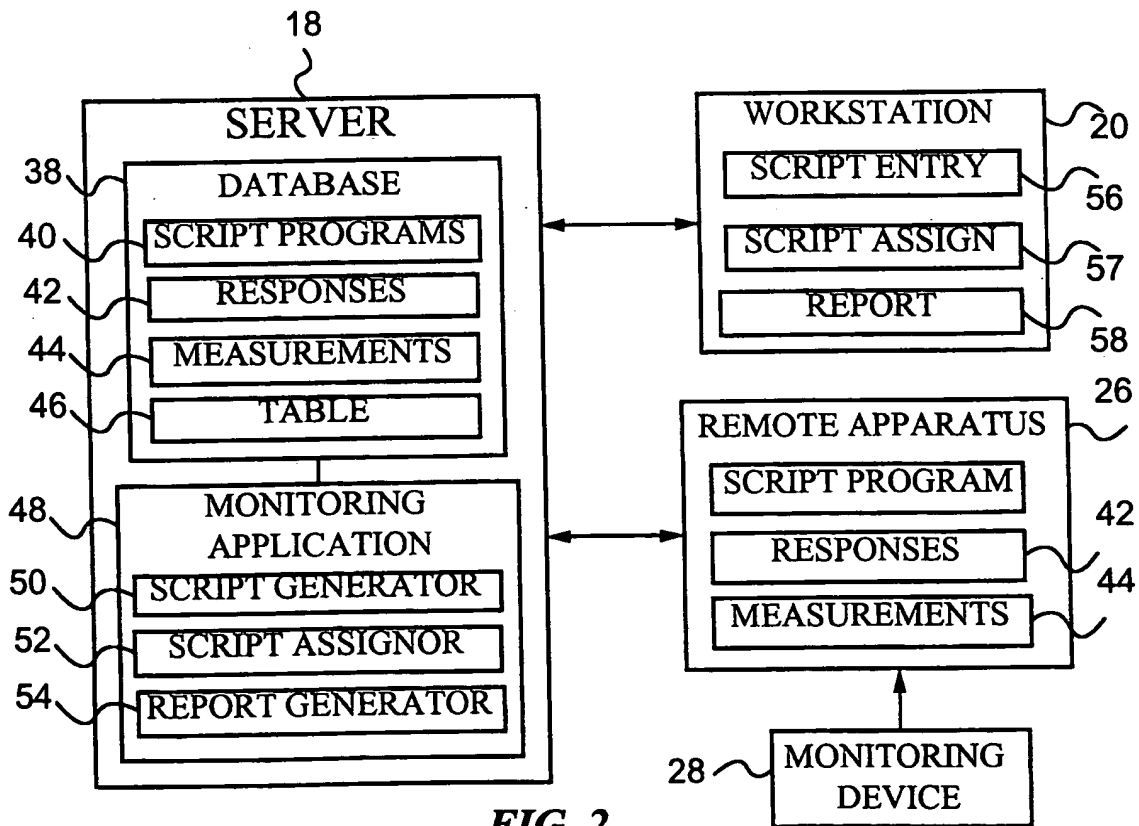 18
SERVER
38
DATABASE
40
SCRIPT PROGRAMS
42
RESPONSES
44
MEASUREMENTS
46
TABLE
48
MONITORING
APPLICATION
50
SCRIPT GENERATOR
52
SCRIPT ASSIGNOR
54
REPORT GENERATOR
WORKSTATION
20
SCRIPT ENTRY
56
SCRIPT ASSIGN
57
REPORT
58
26
REMOTE APPARATUS
SCRIPT PROGRAM
42
RESPONSES
44
MEASUREMENTS
28
MONITORING
DEVICE
FIG. 2